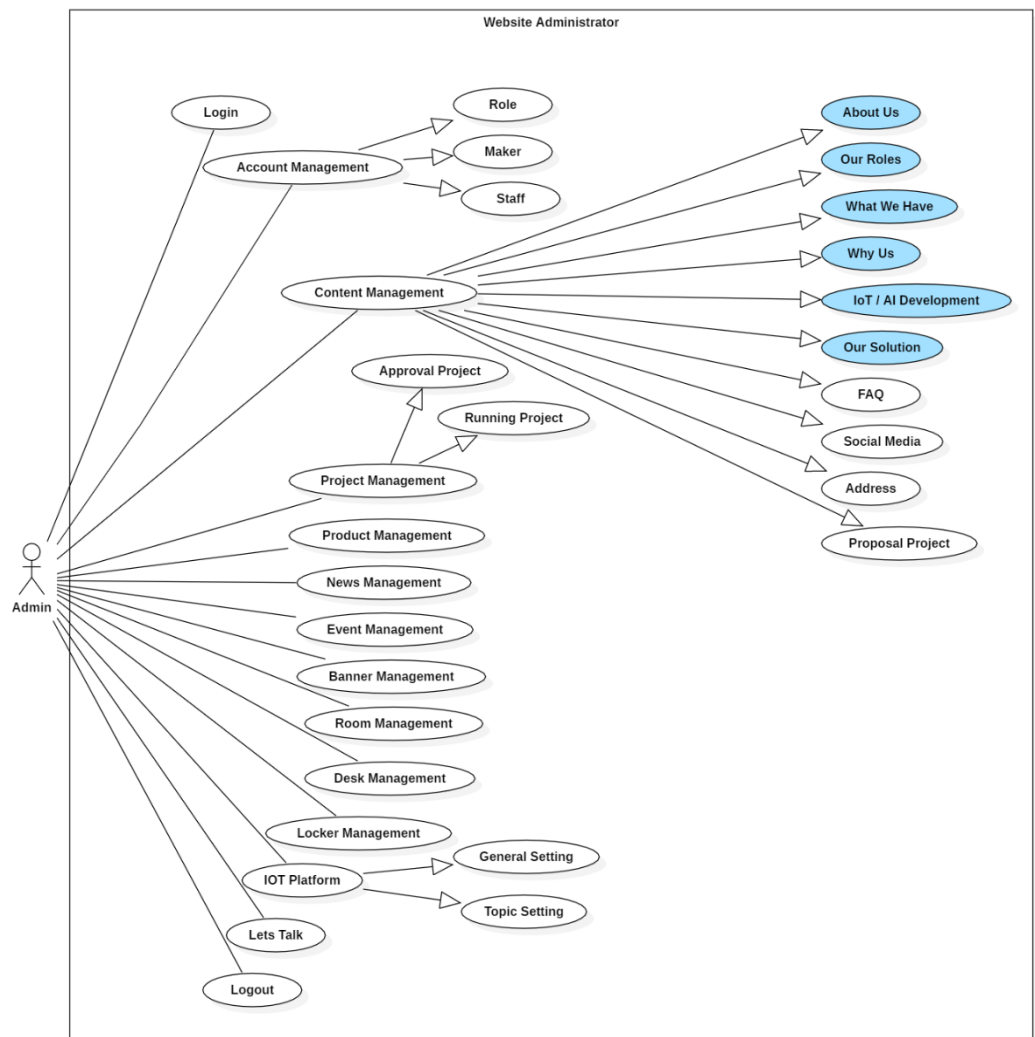 Website Administrator
Login
Role
About Us
Account Management
Maker
Our Roles
Staff
What We Have
Why Us
Content Management
IoT / AI Development
Our Solution
Approval Project
FAQ
Running Project
Social Media
Project Management
Address
Product Management
Proposal Project
News Management
Admin
Event Management
Banner Management
Room Management
Desk Management
Locker Management
General Setting
IOT Platform
Topic Setting
Lets Talk
Logout